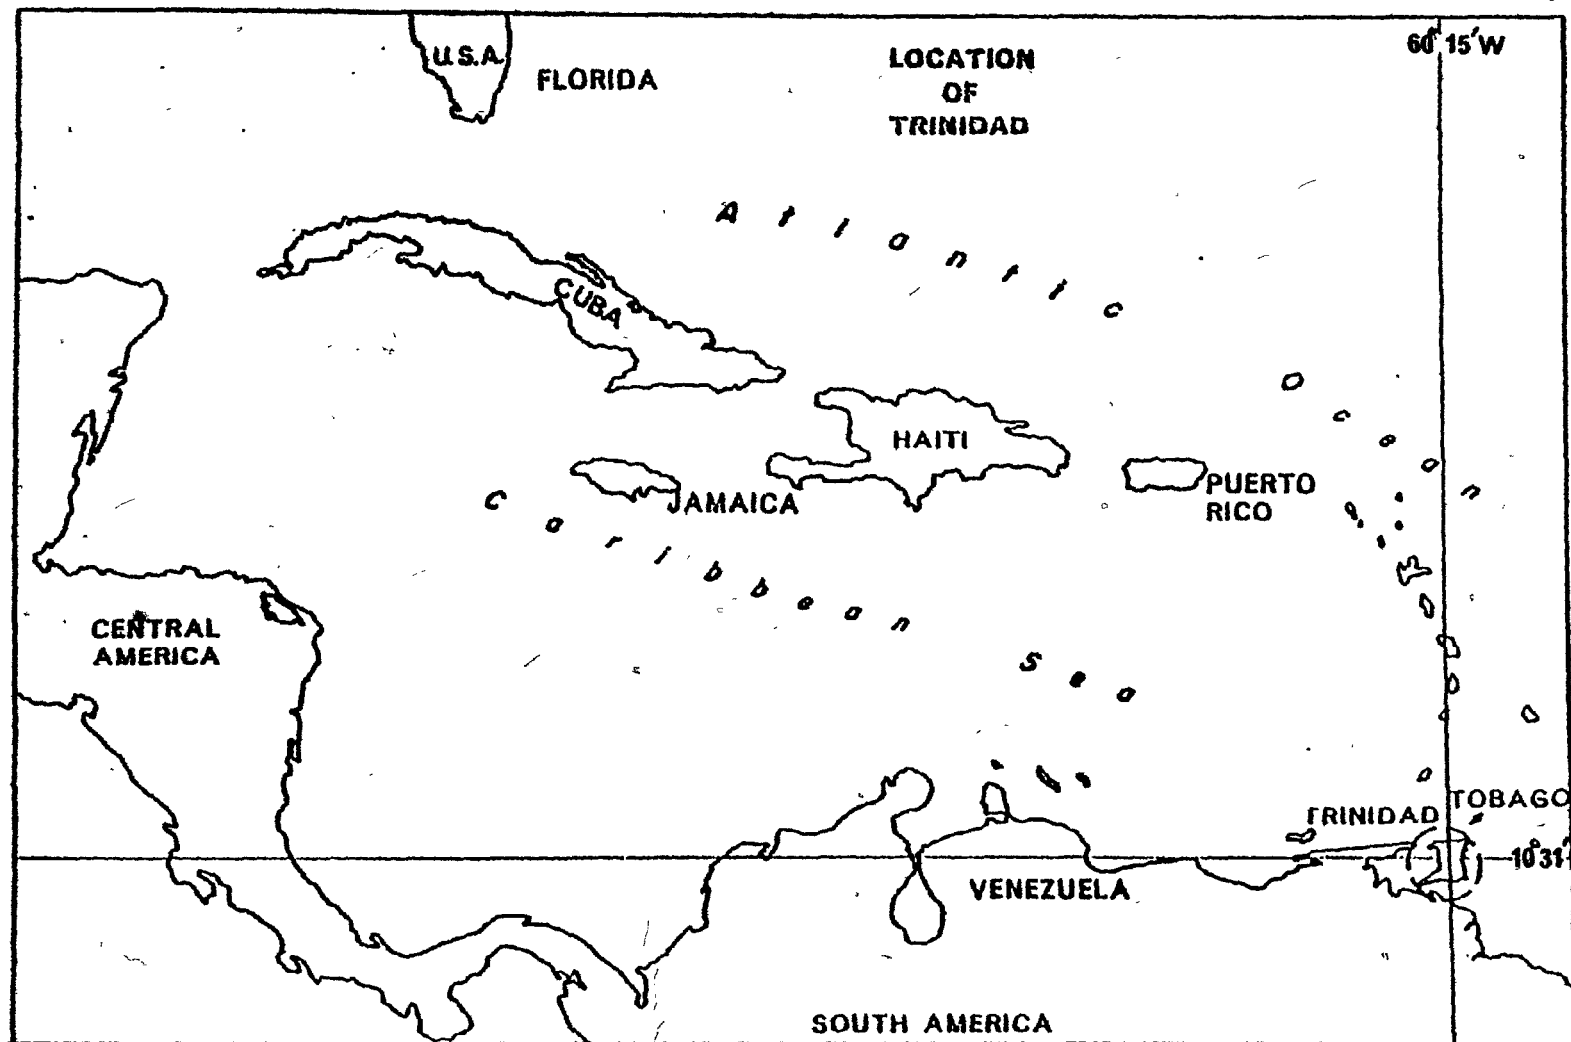 60° 15′ W
U.S.A.
FLORIDA
LOCATION
OF
TRINIDAD
Atlantic
Ocean
CUBA
HAITI
JAMAICA
PUERTO
RICO
Caribbean Sea
CENTRAL
AMERICA
TRINIDAD
TOBAGO
10°31′
VENEZUELA
SOUTH AMERICA